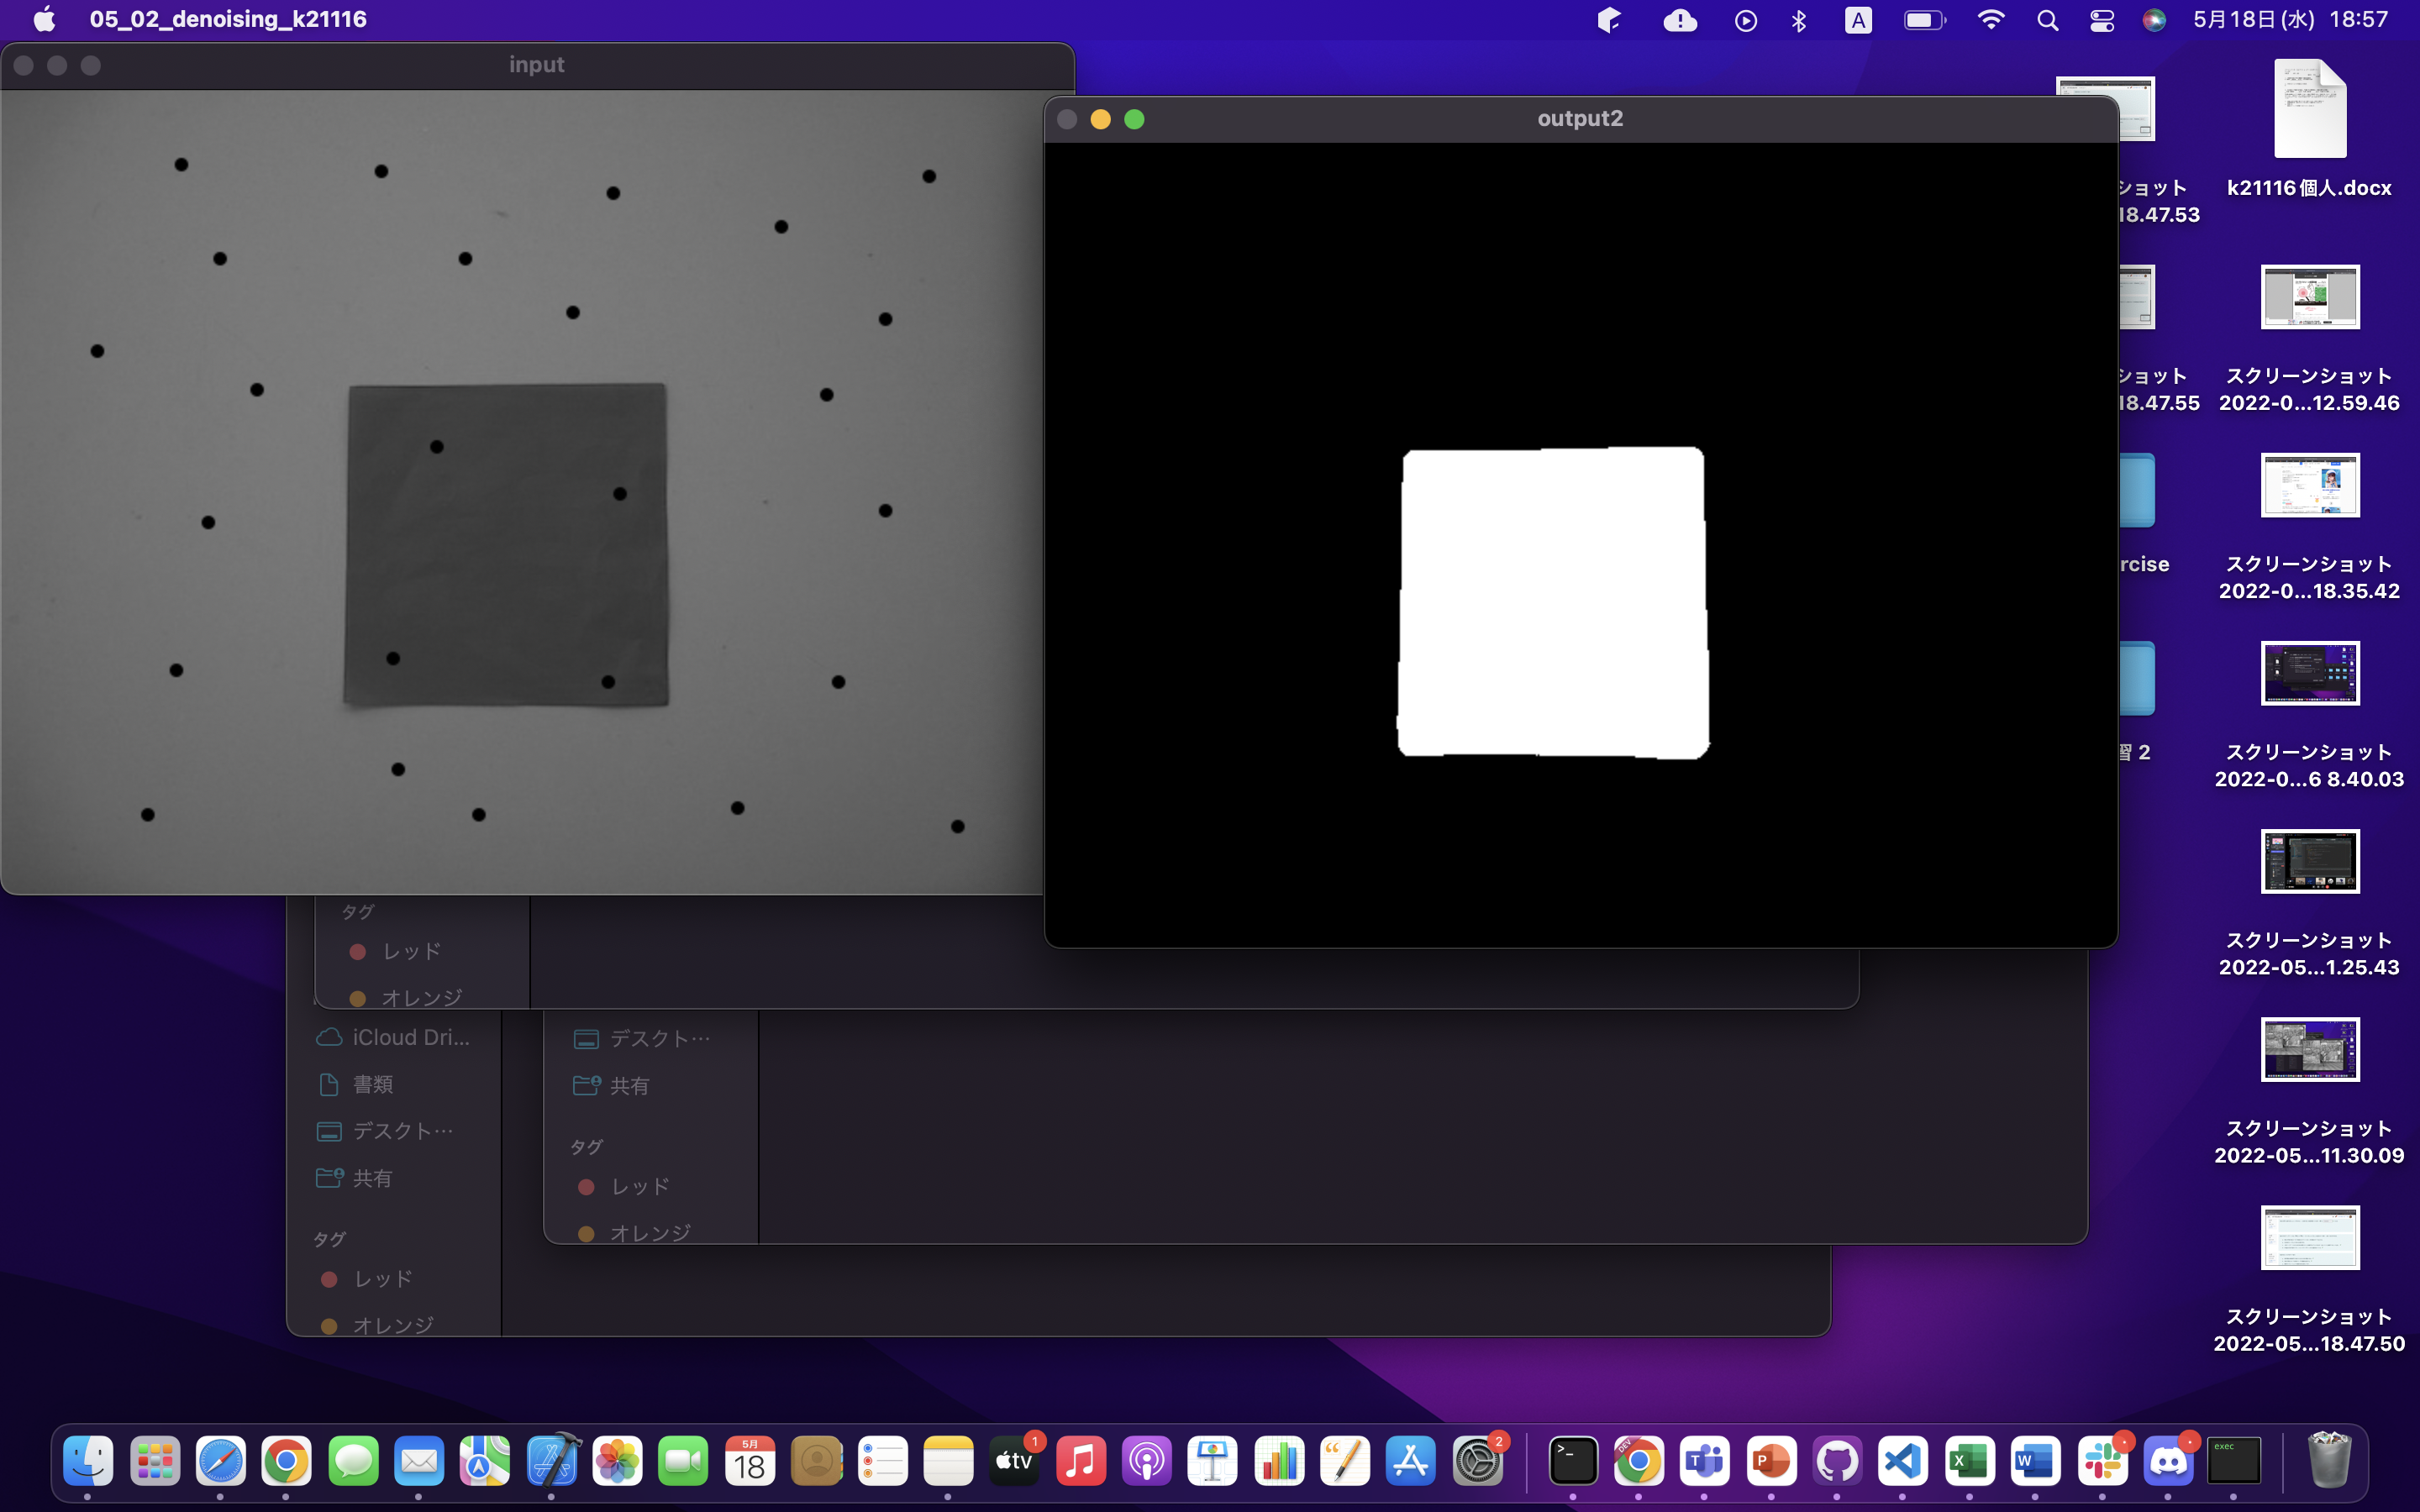 05_02_denoising_k21116
A
5月18日(水) 18:57
input
output2
ショット
18.47.53
k21116個人.docx
ショット
18.47.55
スクリーンショット
2022-0...12.59.46
rcise
スクリーンショット
2022-0...18.35.42
習 2
スクリーンショット
2022-0...6 8.40.03
スクリーンショット
2022-05...1.25.43
スクリーンショット
2022-05...11.30.09
スクリーンショット
2022-05...18.47.50
タグ
レッド
オレンジ
iCloud Dri...
書類
デスクト…
共有
タグ
レッド
オレンジ
デスクト…
共有
タグ
レッド
オレンジ
5月
18
tv
1
2
>_
DEV
T
P
X
W
exec